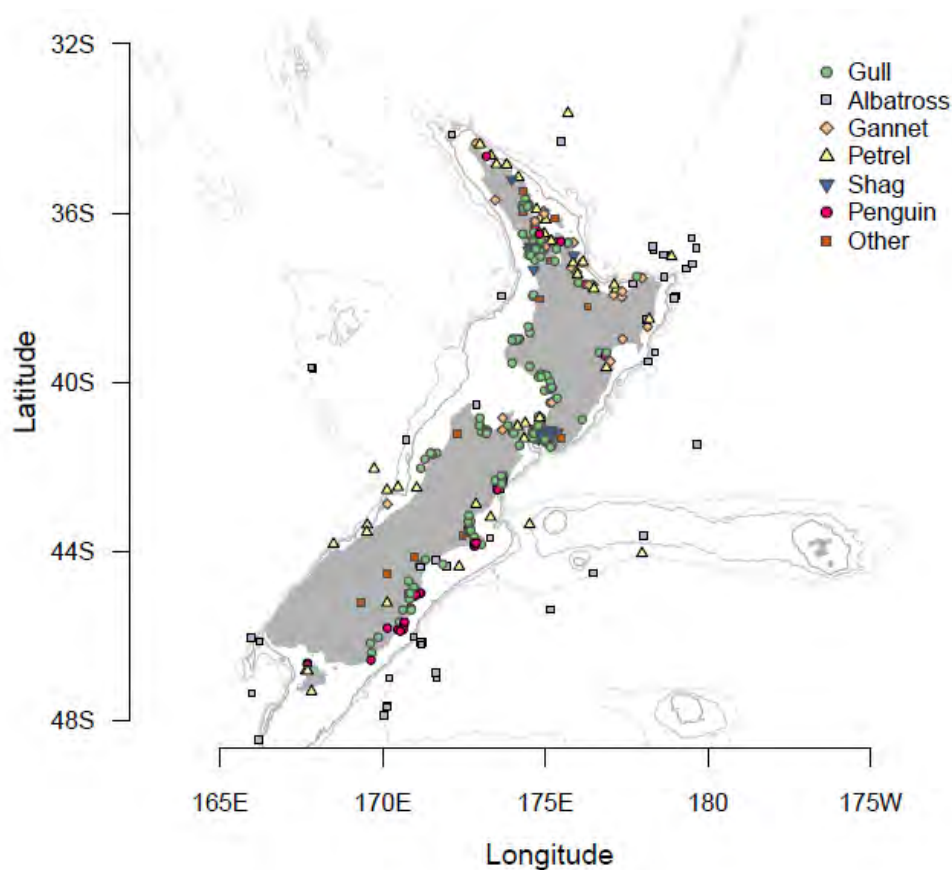 32S
36S
40S
44S
48S
Latitude
Gull
Albatross
Gannet
Petrel
Shag
Penguin
Other
165E
170E
175E
180
175W
Longitude